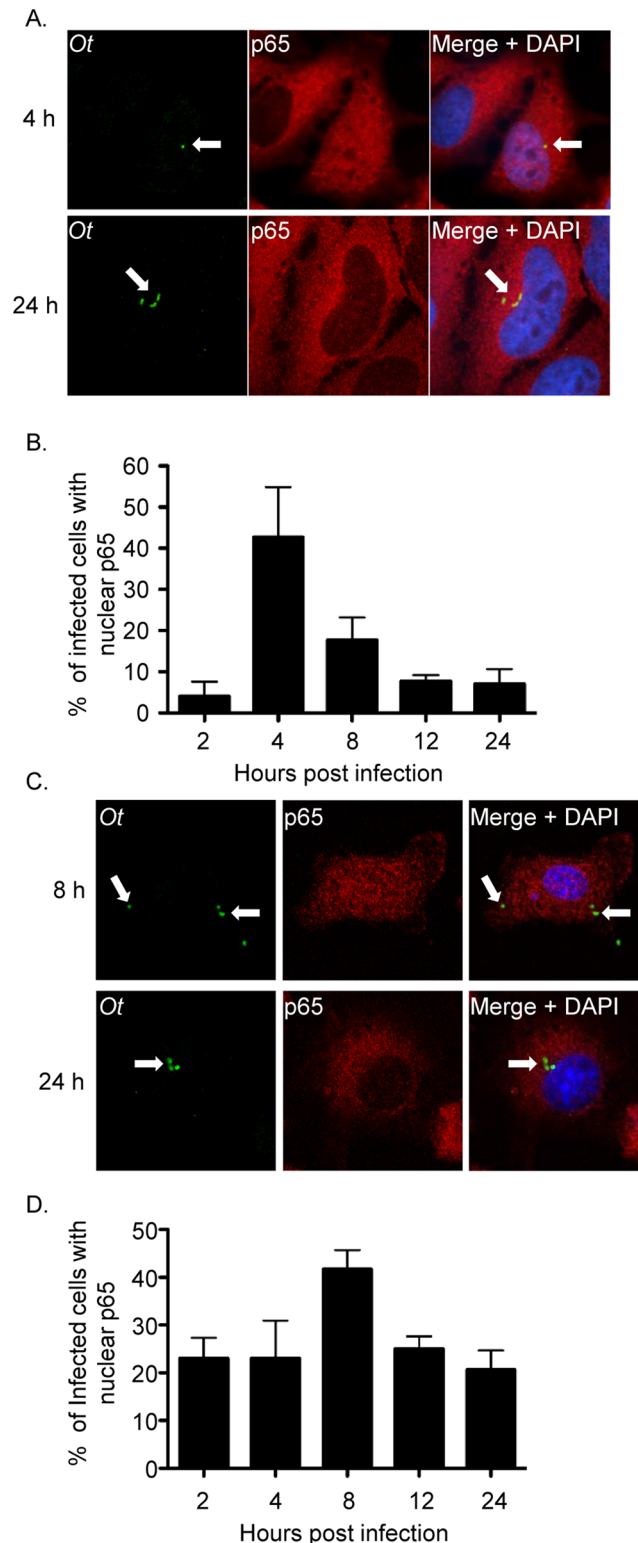 A.
Ot p65 Merge + DAPI
4 h
Ot p65 Merge + DAPI
24 h
B.
% of infected cells with
nuclear p65
60
50
40
30
20
10
0
2 4 8 12 24
Hours post infection
C.
Ot p65 Merge + DAPI
8 h
Ot p65 Merge + DAPI
24 h
D.
% of Infected cells with
nuclear p65
50
40
30
20
10
0
2 4 8 12 24
Hours post infection